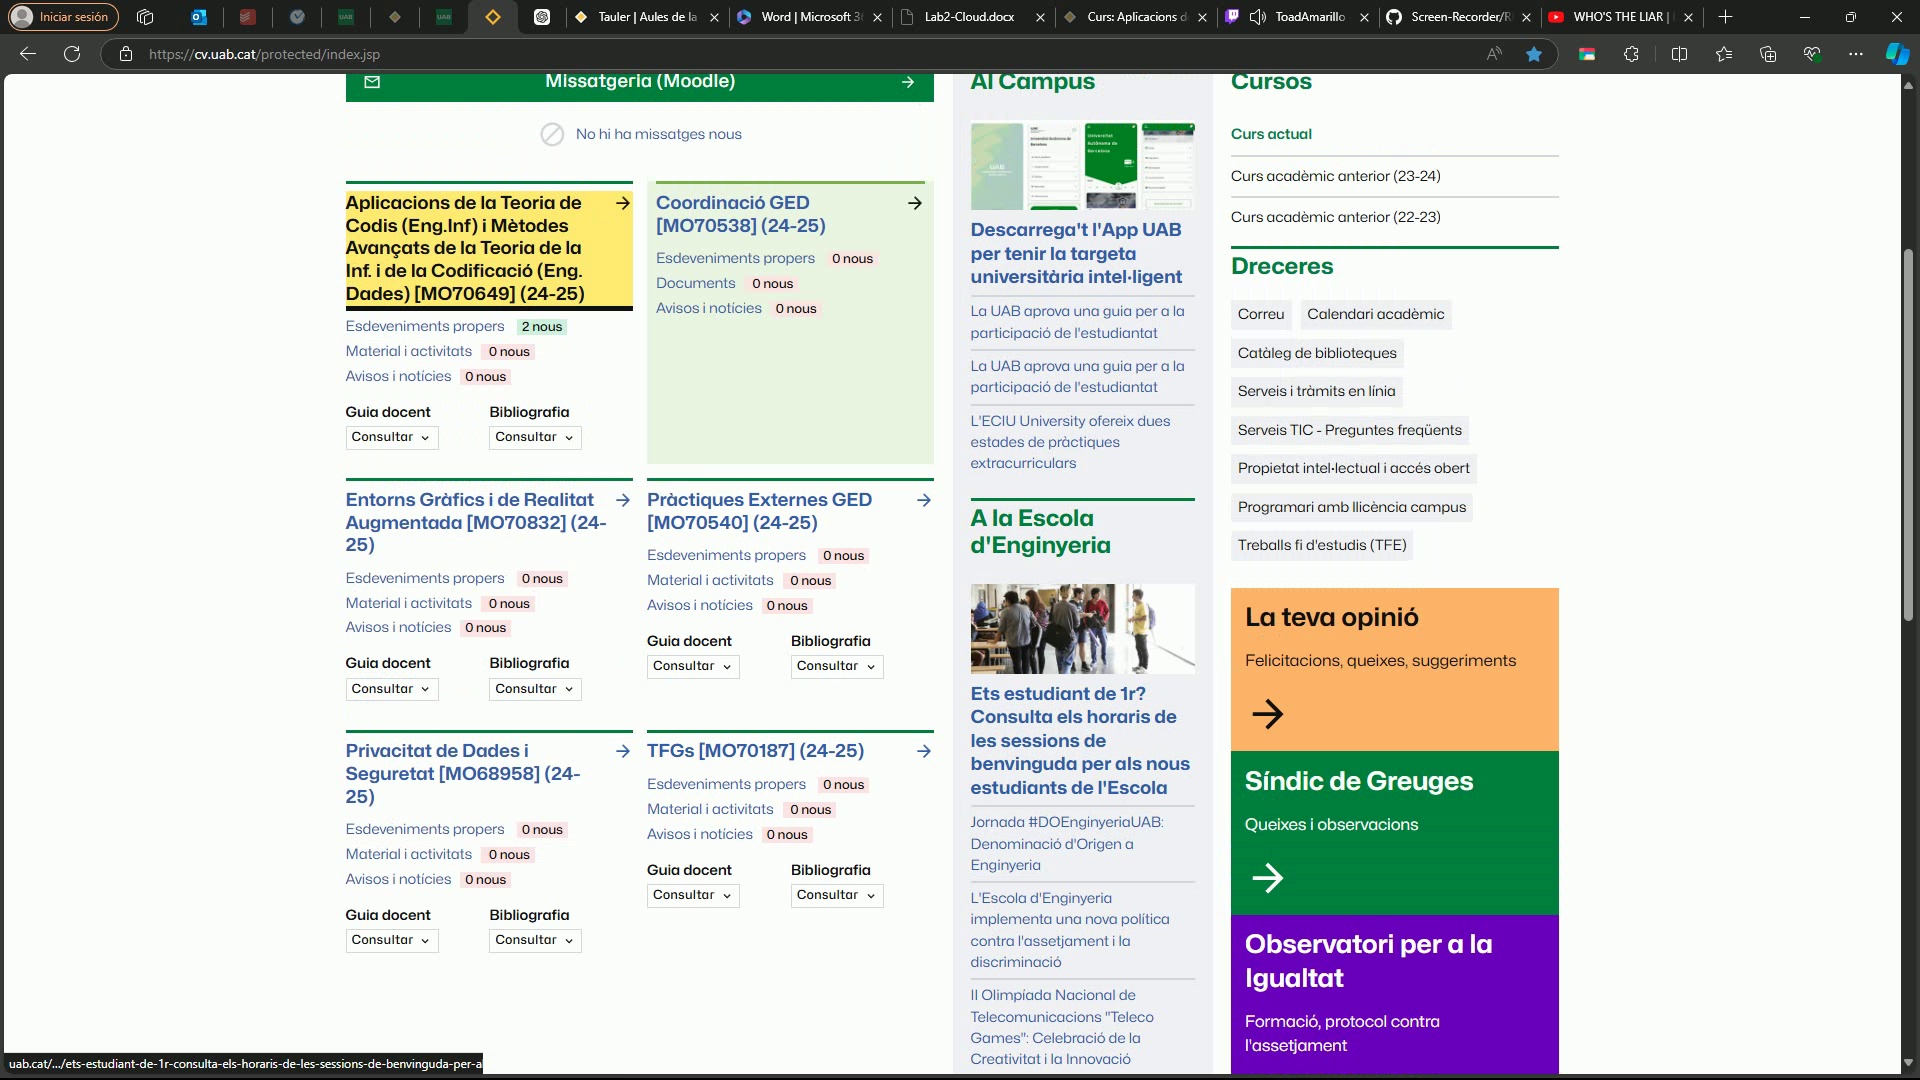 Iniciar sesión
Tauler | Aules de la
Word | Microsoft 3
Lab2-Cloud.docx
Curs: Aplicacions d
ToadAmarillo
Screen-Recorder/R
WHO'S THE LIAR |
https://cv.uab.cat/protected/index.jsp
Missatgeria (Moodle)
No hi ha missatges nous
Aplicacions de la Teoria de
Codis (Eng.Inf) i Mètodes
Avançats de la Teoria de la
Inf. i de la Codificació (Eng.
Dades) [MO70649] (24-25)
Esdeveniments propers 2 nous
Material i activitats 0 nous
Avisos i notícies 0 nous
Guia docent Bibliografia
Consultar Consultar
Coordinació GED
[MO70538] (24-25)
Esdeveniments propers 0 nous
Documents 0 nous
Avisos i notícies 0 nous
Entorns Gràfics i de Realitat
Augmentada [MO70832] (24-
25)
Esdeveniments propers 0 nous
Material i activitats 0 nous
Avisos i notícies 0 nous
Guia docent Bibliografia
Consultar Consultar
Pràctiques Externes GED
[MO70540] (24-25)
Esdeveniments propers 0 nous
Material i activitats 0 nous
Avisos i notícies 0 nous
Guia docent Bibliografia
Consultar Consultar
Privacitat de Dades i
Seguretat [MO68958] (24-
25)
Esdeveniments propers 0 nous
Material i activitats 0 nous
Avisos i notícies 0 nous
Guia docent Bibliografia
Consultar Consultar
TFGs [MO70187] (24-25)
Esdeveniments propers 0 nous
Material i activitats 0 nous
Avisos i notícies 0 nous
Guia docent Bibliografia
Consultar Consultar
Al Campus
Descarrega't l'App UAB
per tenir la targeta
universitària intel·ligent
La UAB aprova una guia per a la
participació de l'estudiantat
La UAB aprova una guia per a la
participació de l'estudiantat
L'ECIU University ofereix dues
estades de pràctiques
extracurriculars
A la Escola
d'Enginyeria
Ets estudiant de 1r?
Consulta els horaris de
les sessions de
benvinguda per als nous
estudiants de l'Escola
Jornada #DOEnginyeriaUAB:
Denominació d'Origen a
Enginyeria
L'Escola d'Enginyeria
implementa una nova política
contra l'assetjament i la
discriminació
II Olimpíada Nacional de
Telecomunicacions "Teleco
Games": Celebració de la
Creativitat i la Innovació
Cursos
Curs actual
Curs acadèmic anterior (23-24)
Curs acadèmic anterior (22-23)
Dreceres
Correu Calendari acadèmic
Catàleg de biblioteques
Serveis i tràmits en línia
Serveis TIC - Preguntes freqüents
Propietat intel·lectual i accés obert
Programari amb llicència campus
Treballs fi d'estudis (TFE)
La teva opinió
Felicitacions, queixes, suggeriments
Síndic de Greuges
Queixes i observacions
Observatori per a la
Igualtat
Formació, protocol contra
l'assetjament
uab.cat/.../ets-estudiant-de-1r-consulta-els-horaris-de-les-sessions-de-benvinguda-per-a